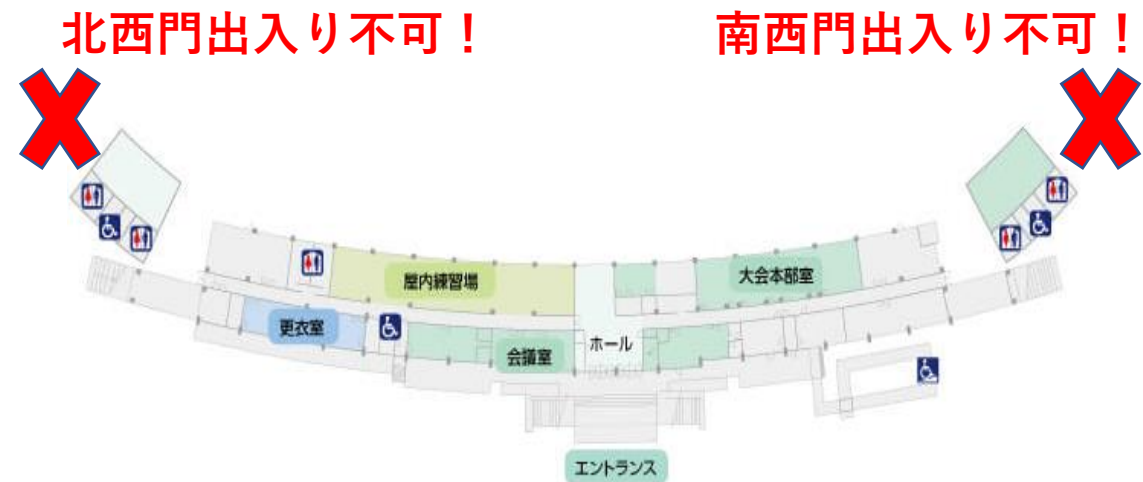 北西門出入り不可！
南西門出入り不可！
屋内練習場
大会本部室
更衣室
会議室
ホール
エントランス